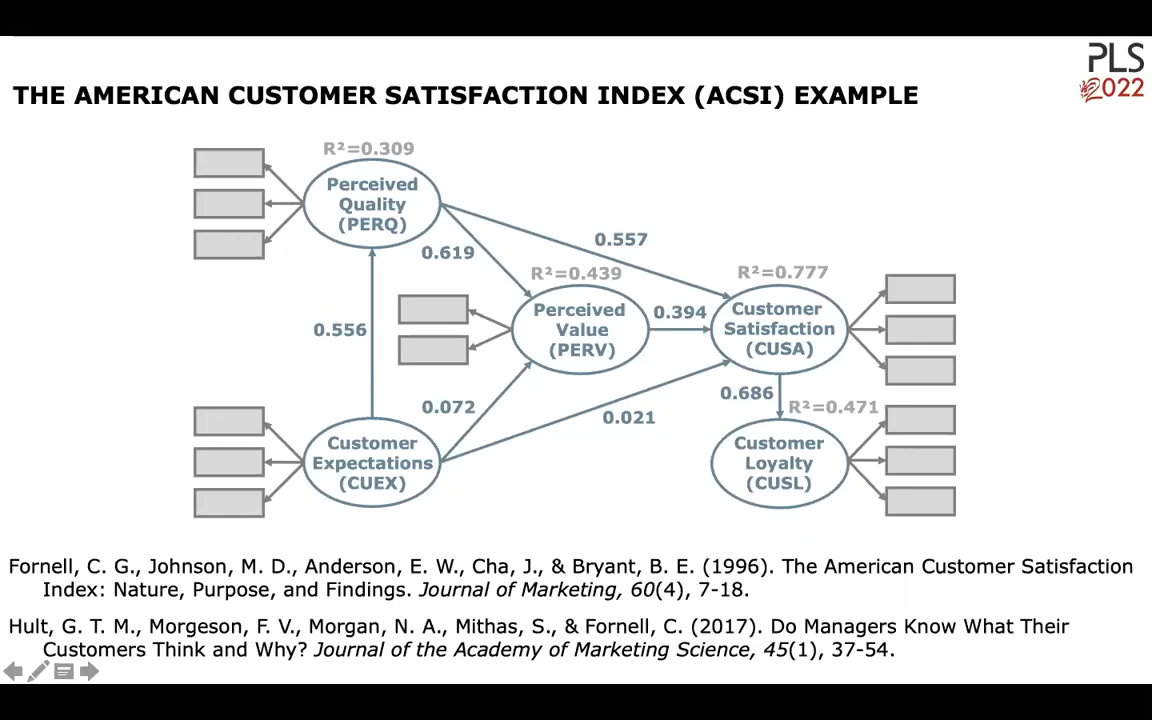 PLS
2022
THE AMERICAN CUSTOMER SATISFACTION INDEX (ACSI) EXAMPLE
R²=0.309
Perceived
Quality
(PERQ)
0.557
0.619
R²=0.439
R²=0.777
Perceived
Value
(PERV)
0.394
Customer
Satisfaction
(CUSA)
0.556
0.072
0.021
0.686
R²=0.471
Customer
Expectations
(CUEX)
Customer
Loyalty
(CUSL)
Fornell, C. G., Johnson, M. D., Anderson, E. W., Cha, J., & Bryant, B. E. (1996). The American Customer Satisfaction
Index: Nature, Purpose, and Findings. Journal of Marketing, 60(4), 7-18.
Hult, G. T. M., Morgeson, F. V., Morgan, N. A., Mithas, S., & Fornell, C. (2017). Do Managers Know What Their
Customers Think and Why? Journal of the Academy of Marketing Science, 45(1), 37-54.